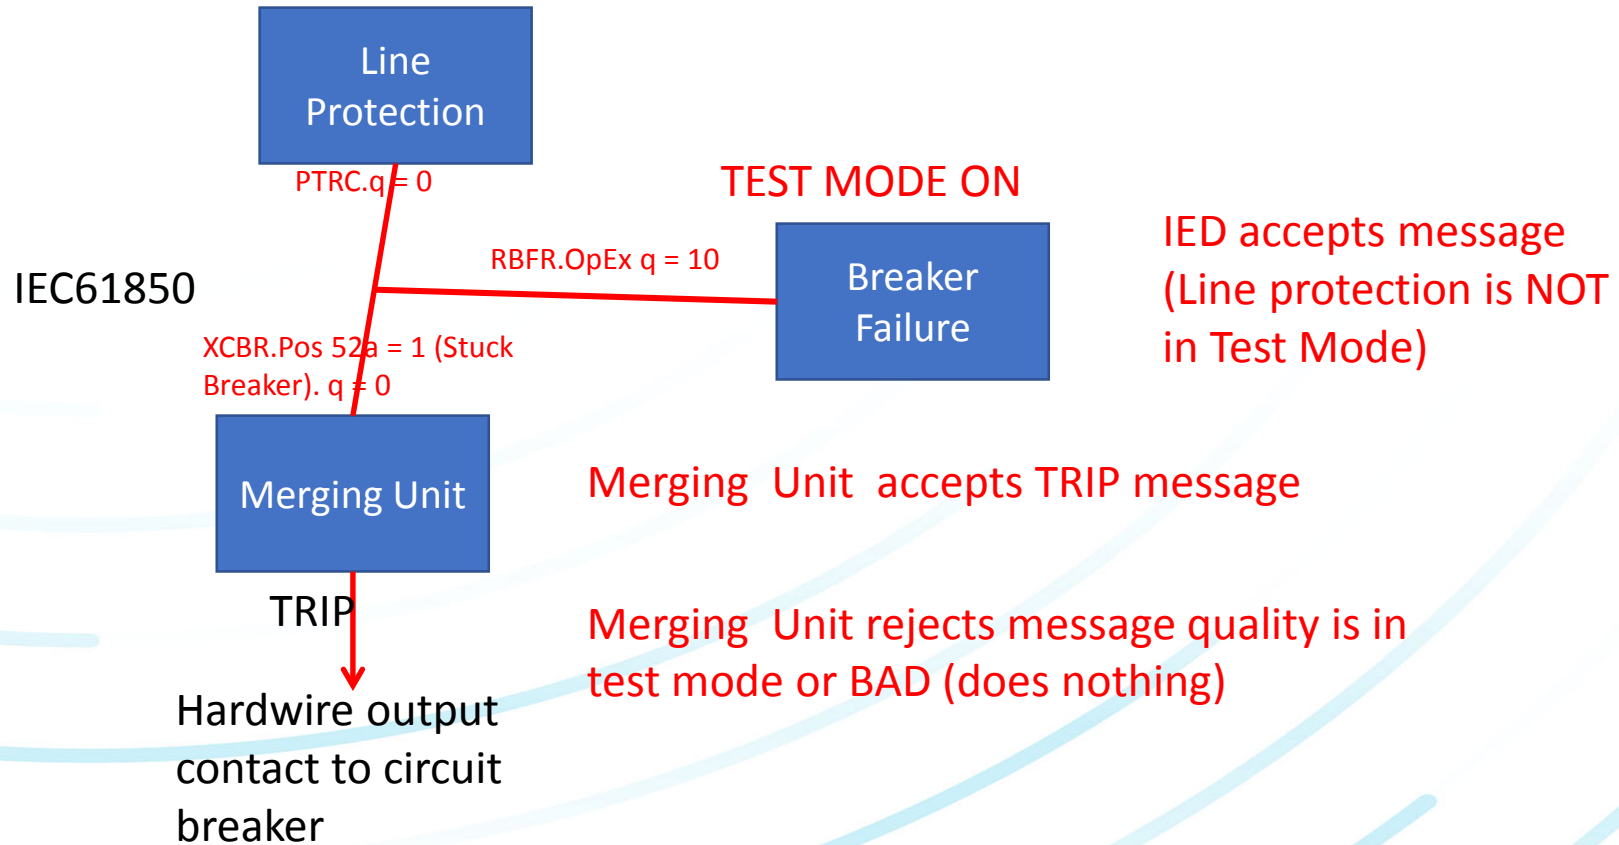 Line
Protection
PTRC.q = 0
TEST MODE ON
IED accepts message
(Line protection is NOT
in Test Mode)
RBFR.OpEx q = 10
Breaker
Failure
IEC61850
XCBR.Pos 52a = 1 (Stuck
Breaker). q = 0
Merging Unit
Merging Unit accepts TRIP message
TRIP
Merging Unit rejects message quality is in
test mode or BAD (does nothing)
Hardwire output
contact to circuit
breaker